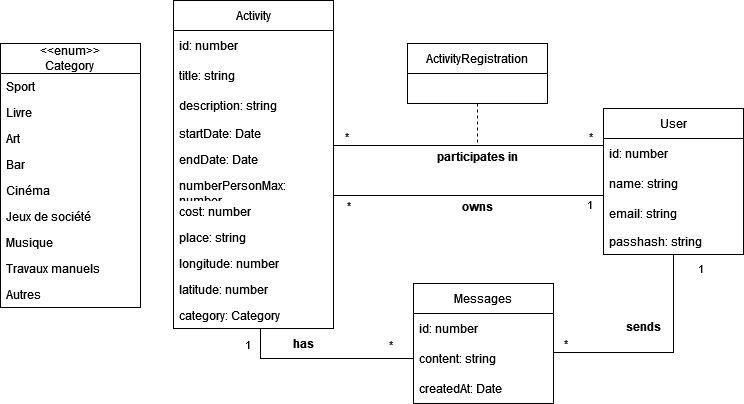 <<enum>>
Category
Sport
Livre
Art
Bar
Cinéma
Jeux de société
Musique
Travaux manuels
Autres
Activity
id: number
title: string
description: string
startDate: Date
endDate: Date
numberPersonMax:
number
cost: number
place: string
longitude: number
latitude: number
category: Category
ActivityRegistration
*
*
participates in
*
1
owns
User
id: number
name: string
email: string
passhash: string
1
sends
*
Messages
id: number
content: string
createdAt: Date
1
has
*